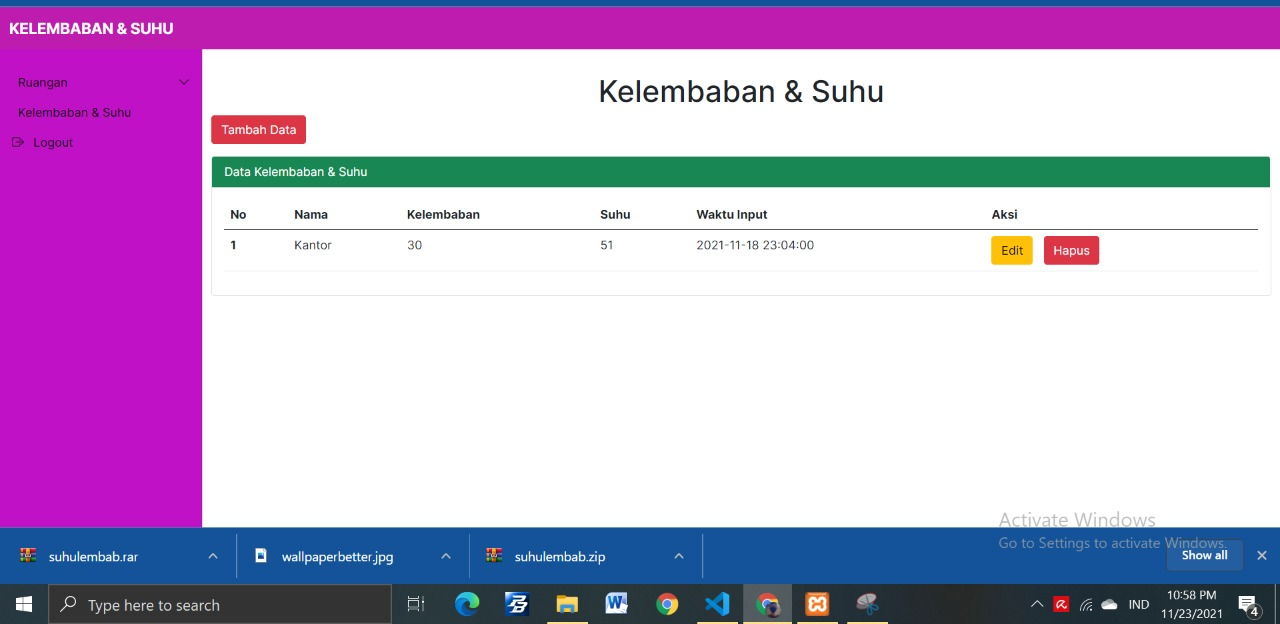 KELEMBABAN & SUHU
Ruangan
Kelembaban & Suhu
Logout
Kelembaban & Suhu
Tambah Data
Data Kelembaban & Suhu
No Nama Kelembaban Suhu Waktu Input Aksi
1 Kantor 30 51 2021-11-18 23:04:00 Edit Hapus
Activate Windows
Go to Settings to activate Windows.
suhulembab.rar wallpaperbetter.jpg suhulembab.zip Show all
Type here to search
IND
10:58 PM
11/23/2021
4